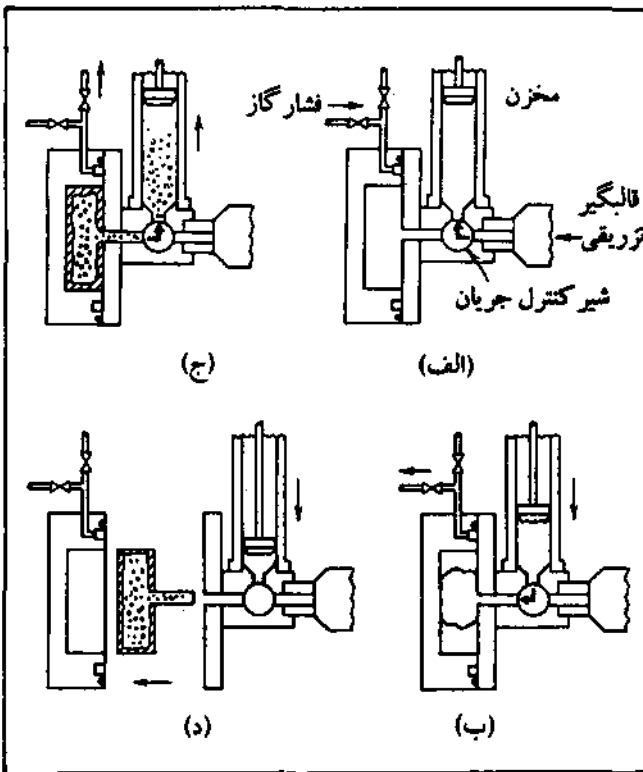 مخزن
فشار گاز
قالبگیر
تزریقی
شیر کنترل جریان
(الف)
(ج)
(ب)
(د)